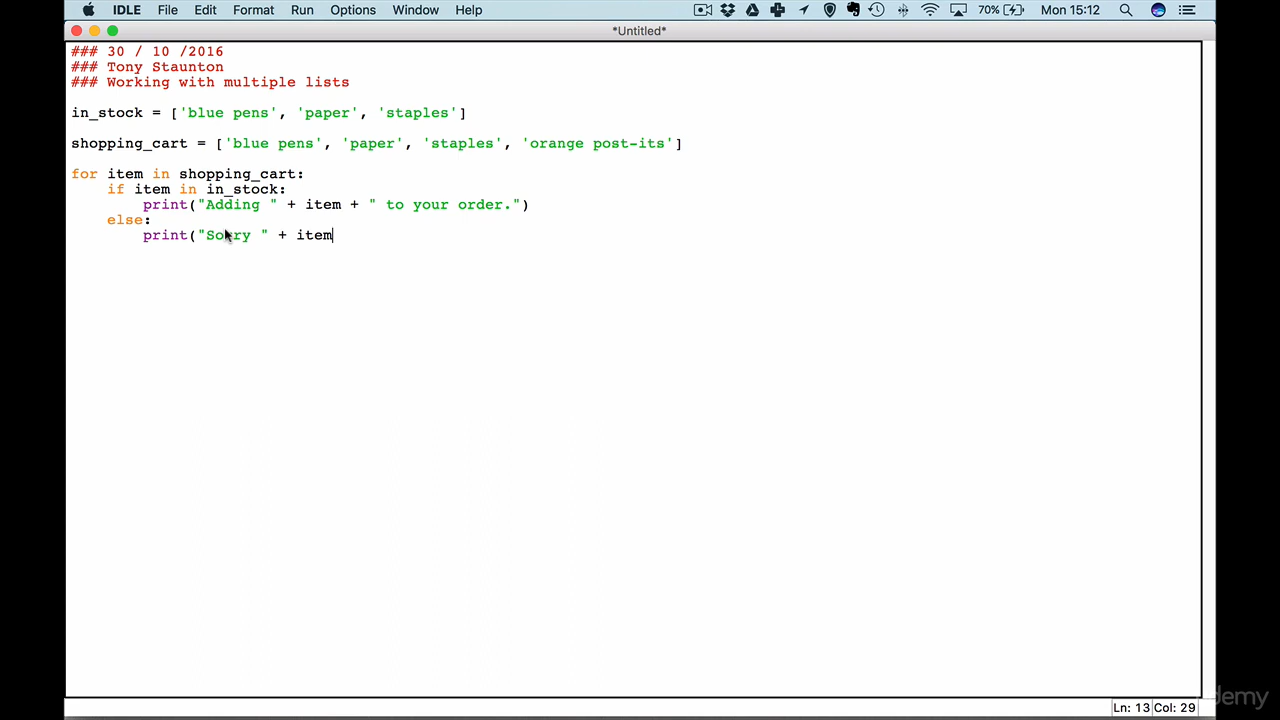 IDLE File Edit Format Run Options Window Help 70% Mon 15:12
*Untitled*
### 30 / 10 /2016
### Tony Staunton
### Working with multiple lists
in_stock = ['blue pens', 'paper', 'staples']
shopping_cart = ['blue pens', 'paper', 'staples', 'orange post-its']
for item in shopping_cart:
    if item in in_stock:
        print("Adding " + item + " to your order.")
    else:
        print("Sorry " + item
udemy
Ln: 13 Col: 29